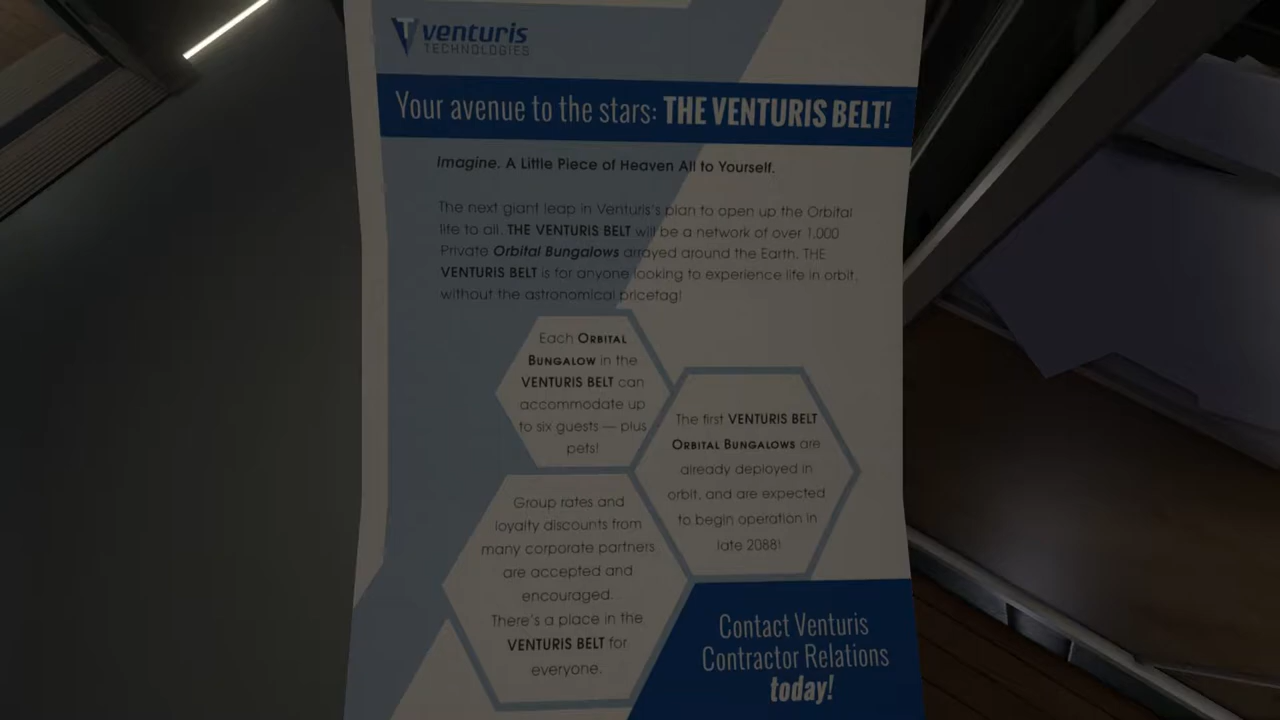 venturis
TECHNOLOGIES
Your avenue to the stars: THE VENTURIS BELT!
Imagine. A Little Piece of Heaven All to Yourself.
The next giant leap in Venturis's plan to open up the Orbital
life to all, THE VENTURIS BELT will be a network of over 1,000
Private Orbital Bungalows arrayed around the Earth. THE
VENTURIS BELT is for anyone looking to experience life in orbit,
without the astronomical pricetag!
Each ORBITAL
BUNGALOW in the
VENTURIS BELT can
accommodate up
to six guests — plus
pets!
The first VENTURIS BELT
ORBITAL BUNGALOWS are
already deployed in
orbit, and are expected
to begin operation in
late 2088!
Group rates and
loyalty discounts from
many corporate partners
are accepted and
encouraged.
There's a place in the
VENTURIS BELT for
everyone.
Contact Venturis
Contractor Relations
today!